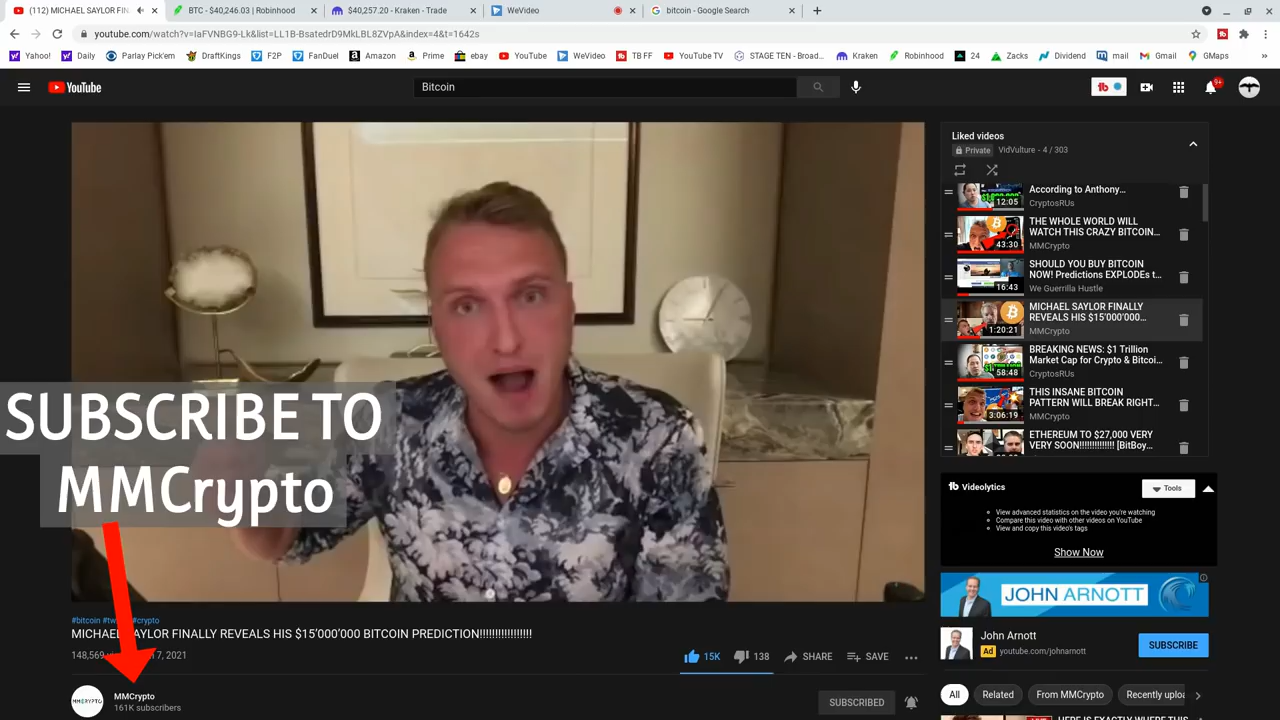 (112) MICHAEL SAYLOR FIN
BTC - $40,246.03 | Robinhood
$40,257.20 - Kraken - Trade
WeVideo
bitcoin - Google Search
youtube.com/watch?v=IaFVNBG9-Lk&list=LL1B-BsatedrD9MkLBL8ZVpA&index=4&t=1642s
Yahoo!
Daily
Parlay Pick'em
DraftKings
F2P
FanDuel
Amazon
Prime
ebay
YouTube
WeVideo
TB FF
YouTube TV
STAGE TEN - Broad...
Kraken
Robinhood
24
Zacks
Dividend
mail
Gmail
GMaps
YouTube
Bitcoin
9+
Liked videos
Private
VidVulture - 4 / 303
According to Anthony...
CryptosRUs
12:05
THE WHOLE WORLD WILL
WATCH THIS CRAZY BITCOIN...
MMCrypto
43:30
SHOULD YOU BUY BITCOIN
NOW! Predictions EXPLODEs t...
We Guerrilla Hustle
16:43
MICHAEL SAYLOR FINALLY
REVEALS HIS $15'000'000...
MMCrypto
1:20:21
BREAKING NEWS: $1 Trillion
Market Cap for Crypto & Bitcoi...
CryptosRUs
58:48
THIS INSANE BITCOIN
PATTERN WILL BREAK RIGHT...
MMCrypto
3:06:19
ETHEREUM TO $27,000 VERY
VERY SOON!!!!!!!!!!!!!! [BitBoy...
SUBSCRIBE TO
MMCrypto
Videolytics
Tools
View advanced statistics on the video you're watching
Compare this video with other videos on YouTube
View and copy this video's tags
Show Now
JOHN ARNOTT
John Arnott
Ad youtube.com/johnarnott
SUBSCRIBE
#bitcoin #tw #crypto
MICHAEL SAYLOR FINALLY REVEALS HIS $15'000'000 BITCOIN PREDICTION!!!!!!!!!!!!!!!!!
148,569 7, 2021
15K
138
SHARE
SAVE
MMCrypto
161K subscribers
SUBSCRIBED
All
Related
From MMCrypto
Recently uploa